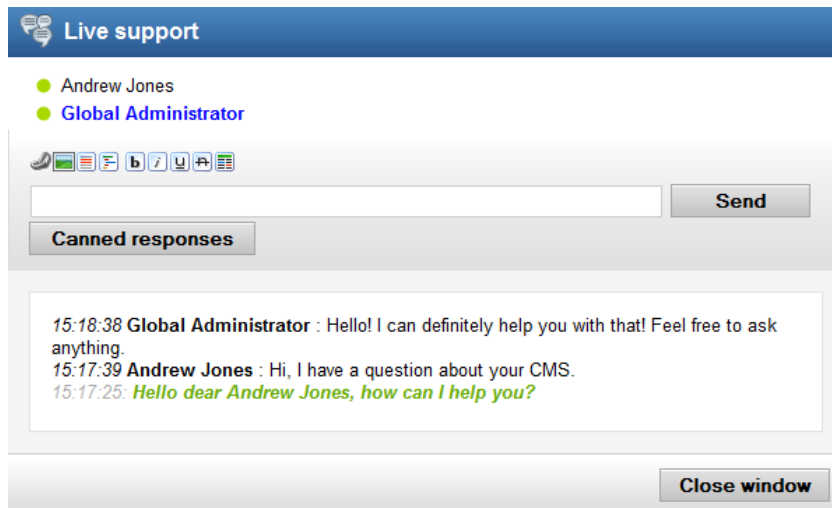 Live support
Andrew Jones
Global Administrator
b i U R
Send
Canned responses
15:18:38 Global Administrator : Hello! I can definitely help you with that! Feel free to ask
anything.
15:17:39 Andrew Jones : Hi, I have a question about your CMS.
15:17:25: Hello dear Andrew Jones, how can I help you?
Close window